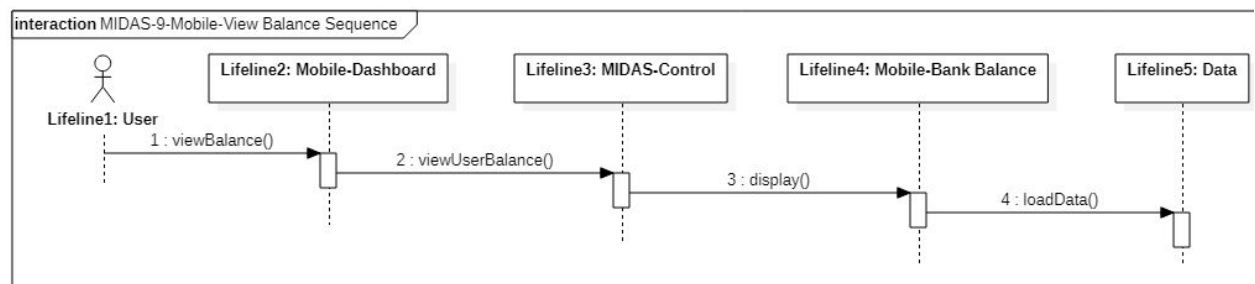 interaction MIDAS-9-Mobile-View Balance Sequence
Lifeline2: Mobile-Dashboard
Lifeline3: MIDAS-Control
Lifeline4: Mobile-Bank Balance
Lifeline5: Data
Lifeline1: User
1 : viewBalance()
2 : viewUserBalance()
3 : display()
4 : loadData()